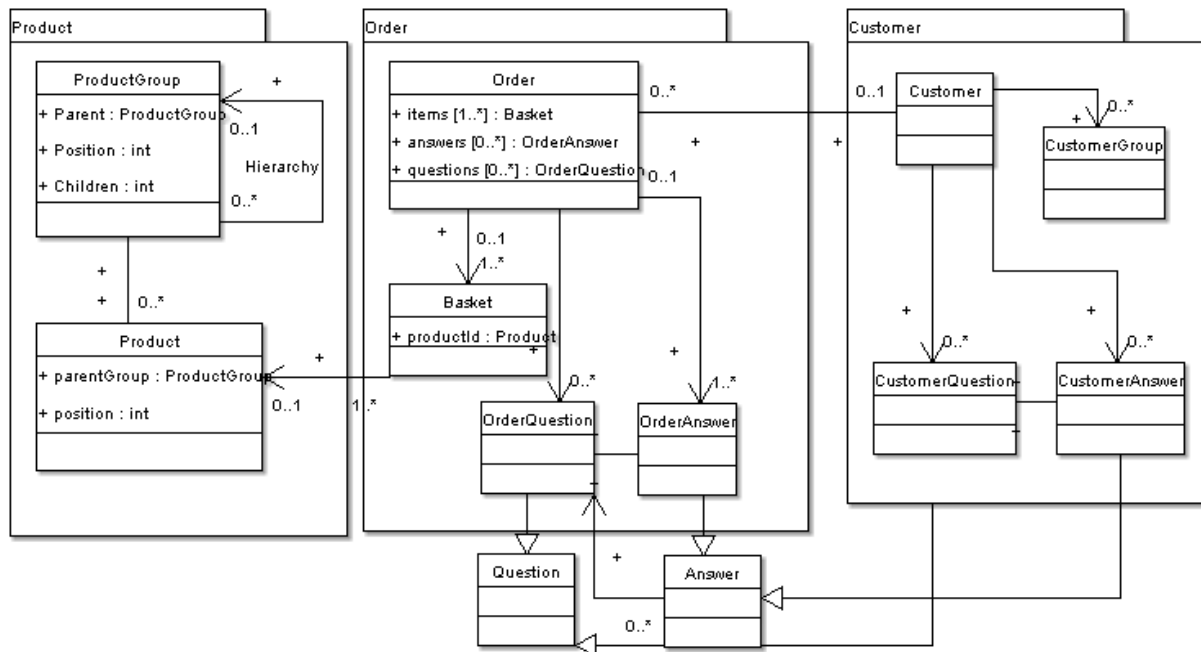 Product
ProductGroup
+ Parent : ProductGroup
+ Position : int
+ Children : int
+
0..1
Hierarchy
0..*
+
+
0..*
Product
+ parentGroup : ProductGroup
+ position : int
+
0..1
1..*
Order
Order
+ items [1..*] : Basket
+ answers [0..*] : OrderAnswer
+ questions [0..*] : OrderQuestion
0..*
+
0..1
+
0..1
1..*
Basket
+ productId : Product
+
0..*
+
1..*
OrderQuestion
OrderAnswer
Customer
0..1
+
Customer
0..*
+
CustomerGroup
+
0..*
+
0..*
CustomerQuestion
CustomerAnswer
Question
+
Answer
0..*